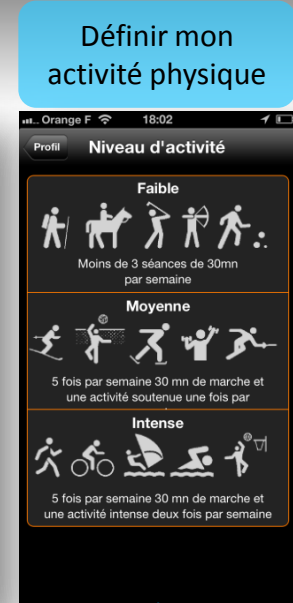 Définir mon
activité physique
Orange F 18:02
Profil Niveau d'activité
Faible
Moins de 3 séances de 30mn
par semaine
Moyenne
5 fois par semaine 30 mn de marche et
une activité soutenue une fois par
Intense
5 fois par semaine 30 mn de marche et
une activité intense deux fois par semaine